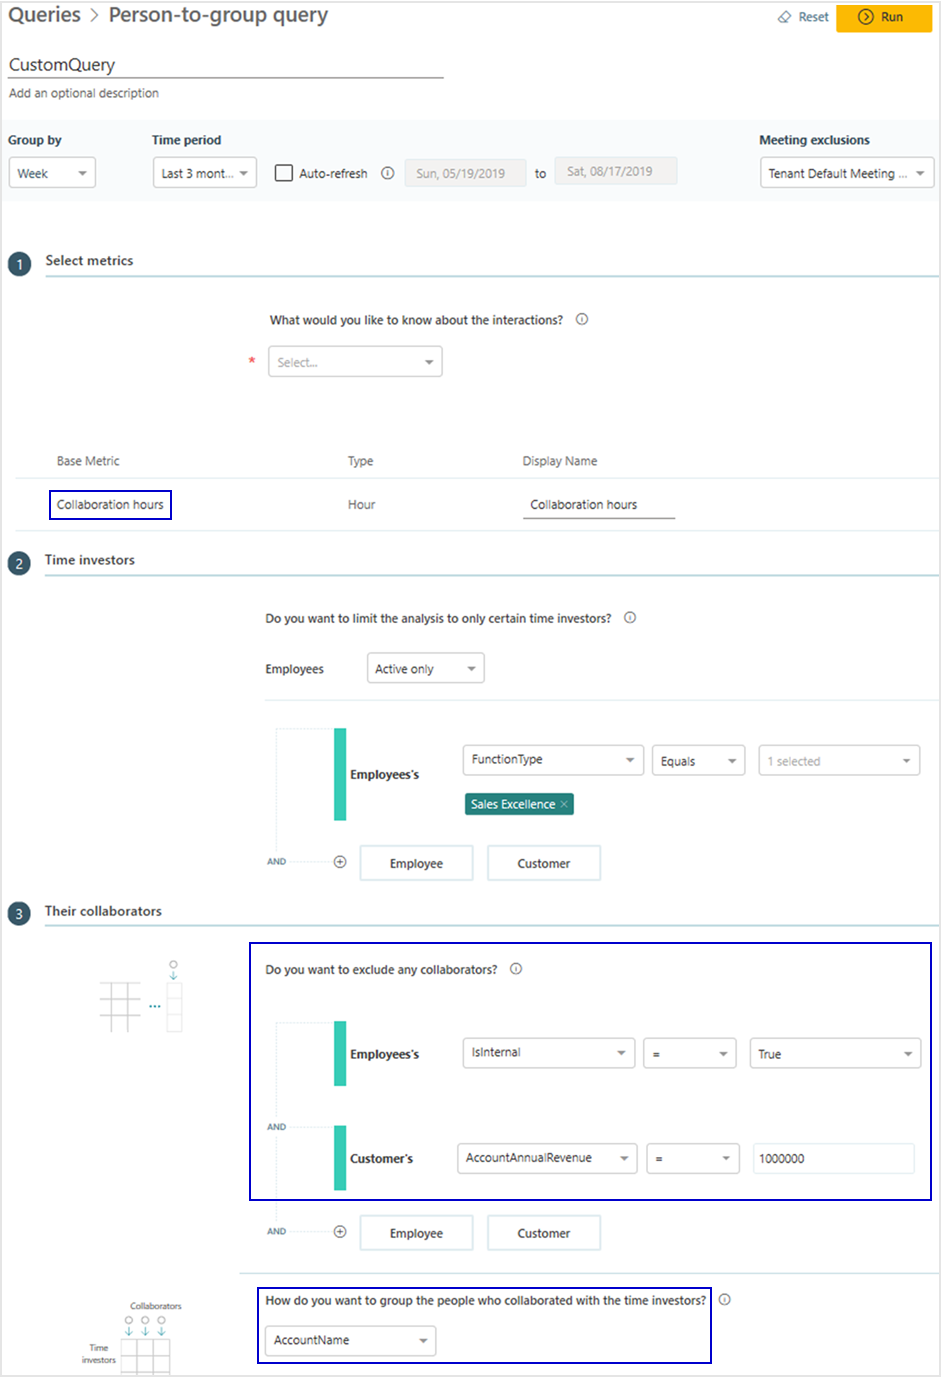 Queries > Person-to-group query
Reset
Run
CustomQuery
Add an optional description
Group by
Time period
Meeting exclusions
Week
Last 3 mont...
Auto-refresh
Sun, 05/19/2019
to
Sat, 08/17/2019
Tenant Default Meeting ...
1 Select metrics
What would you like to know about the interactions?
* Select...
Base Metric Type Display Name
Collaboration hours Hour Collaboration hours
2 Time investors
Do you want to limit the analysis to only certain time investors?
Employees Active only
Employees's FunctionType Equals 1 selected
Sales Excellence ×
AND Employee Customer
3 Their collaborators
Do you want to exclude any collaborators?
Employees's IsInternal = True
AND
Customer's AccountAnnualRevenue = 1000000
AND Employee Customer
How do you want to group the people who collaborated with the time investors?
AccountName
Collaborators
Time
investors